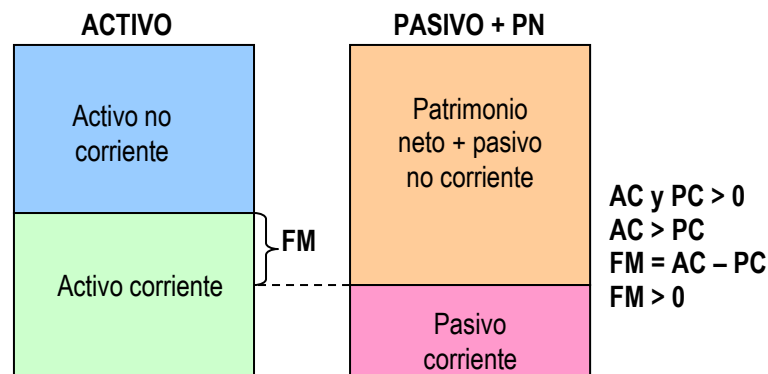 ACTIVO
PASIVO + PN
Activo no
corriente
Patrimonio
neto + pasivo
no corriente
FM
Activo corriente
Pasivo
corriente
AC y PC > 0
AC > PC
FM = AC – PC
FM > 0